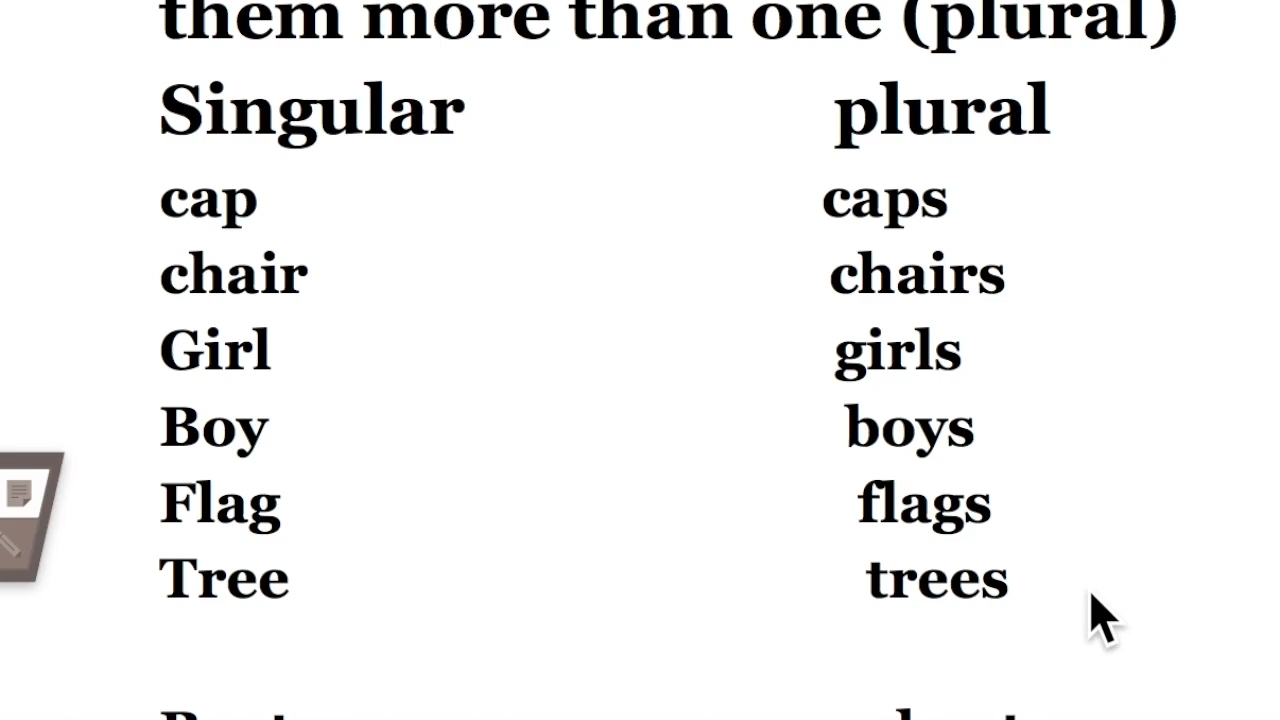 them more than one (plural)
Singular plural
cap caps
chair chairs
Girl girls
Boy boys
Flag flags
Tree trees